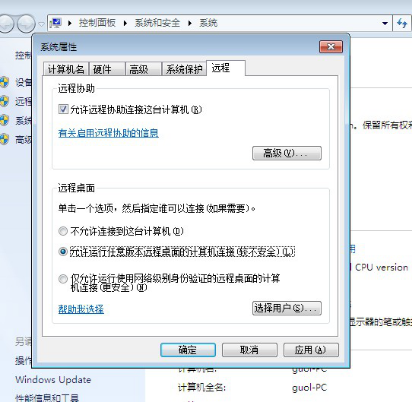 控制面板 ▸ 系统和安全 ▸ 系统
系统属性
计算机名 硬件 高级 系统保护 远程
远程协助
允许远程协助连接这台计算机(R)
有关启用远程协助的信息
高级(V)...
远程桌面
单击一个选项，然后指定谁可以连接(如果需要)。
不允许连接到这台计算机(D)
允许运行任意版本远程桌面的计算机连接(较不安全)(L)
仅允许运行使用网络级别身份验证的远程桌面的计算
机连接(更安全)(N)
帮助我选择
选择用户(S)...
确定 取消 应用(A)
控制
设备
远程
系统
高级
保留所有权利
CPU version
显示器的笔或触
操作
Windows Update
性能信息和工具
计算机名:
guol-PC
计算机全名:
guol-PC